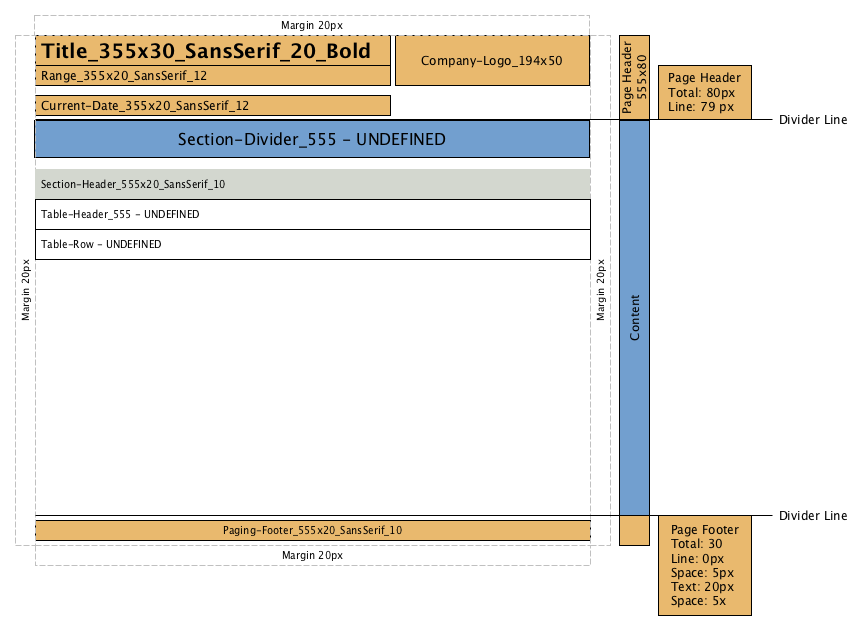 Margin 20px
Title_355x30_SansSerif_20_Bold
Range_355x20_SansSerif_12
Company-Logo_194x50
Current-Date_355x20_SansSerif_12
Page Header
555x80
Page Header
Total: 80px
Line: 79 px
Divider Line
Section-Divider_555 - UNDEFINED
Section-Header_555x20_SansSerif_10
Table-Header_555 - UNDEFINED
Table-Row - UNDEFINED
Margin 20px
Margin 20px
Content
Divider Line
Paging-Footer_555x20_SansSerif_10
Page Footer
Total: 30
Line: 0px
Space: 5px
Text: 20px
Space: 5x
Margin 20px